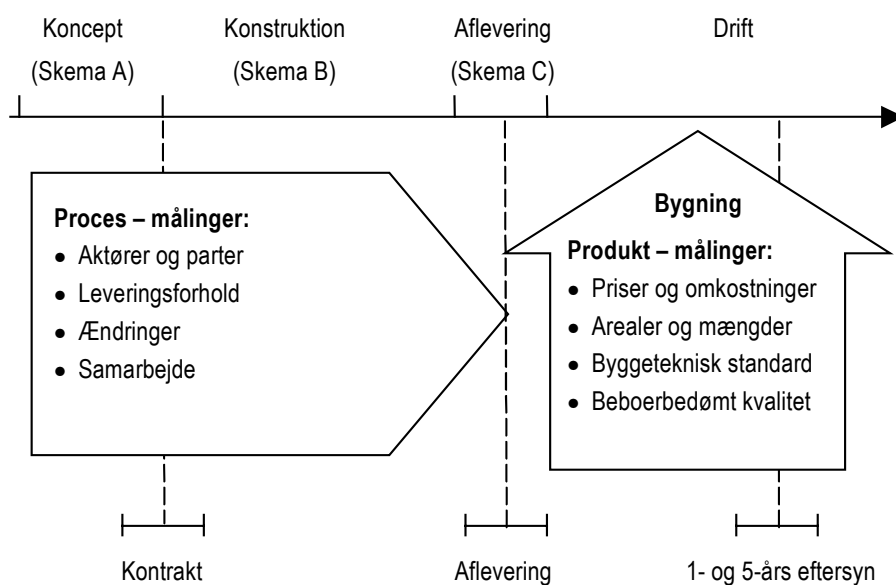 Koncept
(Skema A)
Konstruktion
(Skema B)
Aflevering
(Skema C)
Drift
Proces – målinger:
● Aktører og parter
● Leveringsforhold
● Ændringer
● Samarbejde
Bygning
Produkt – målinger:
● Priser og omkostninger
● Arealer og mængder
● Byggeteknisk standard
● Beboerbedømt kvalitet
Kontrakt
Aflevering
1- og 5-års eftersyn